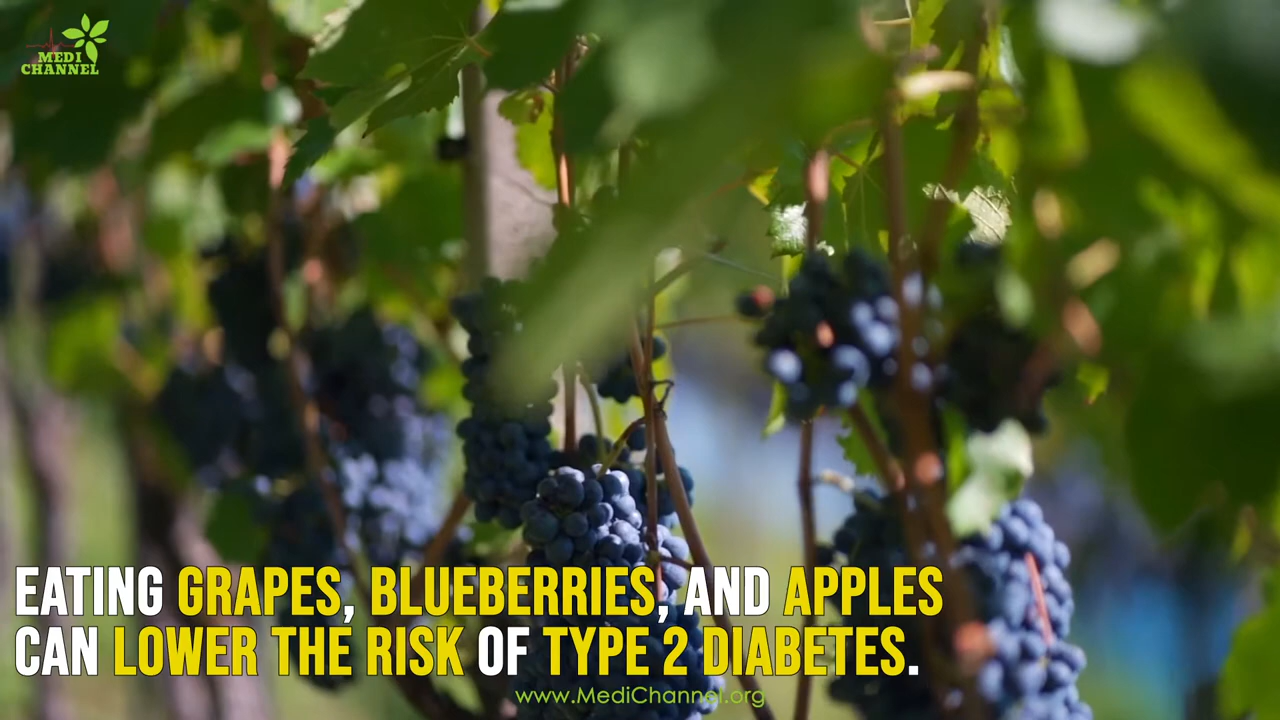 MEDI
CHANNEL
EATING GRAPES, BLUEBERRIES, AND APPLES
CAN LOWER THE RISK OF TYPE 2 DIABETES.
www.MediChannel.org